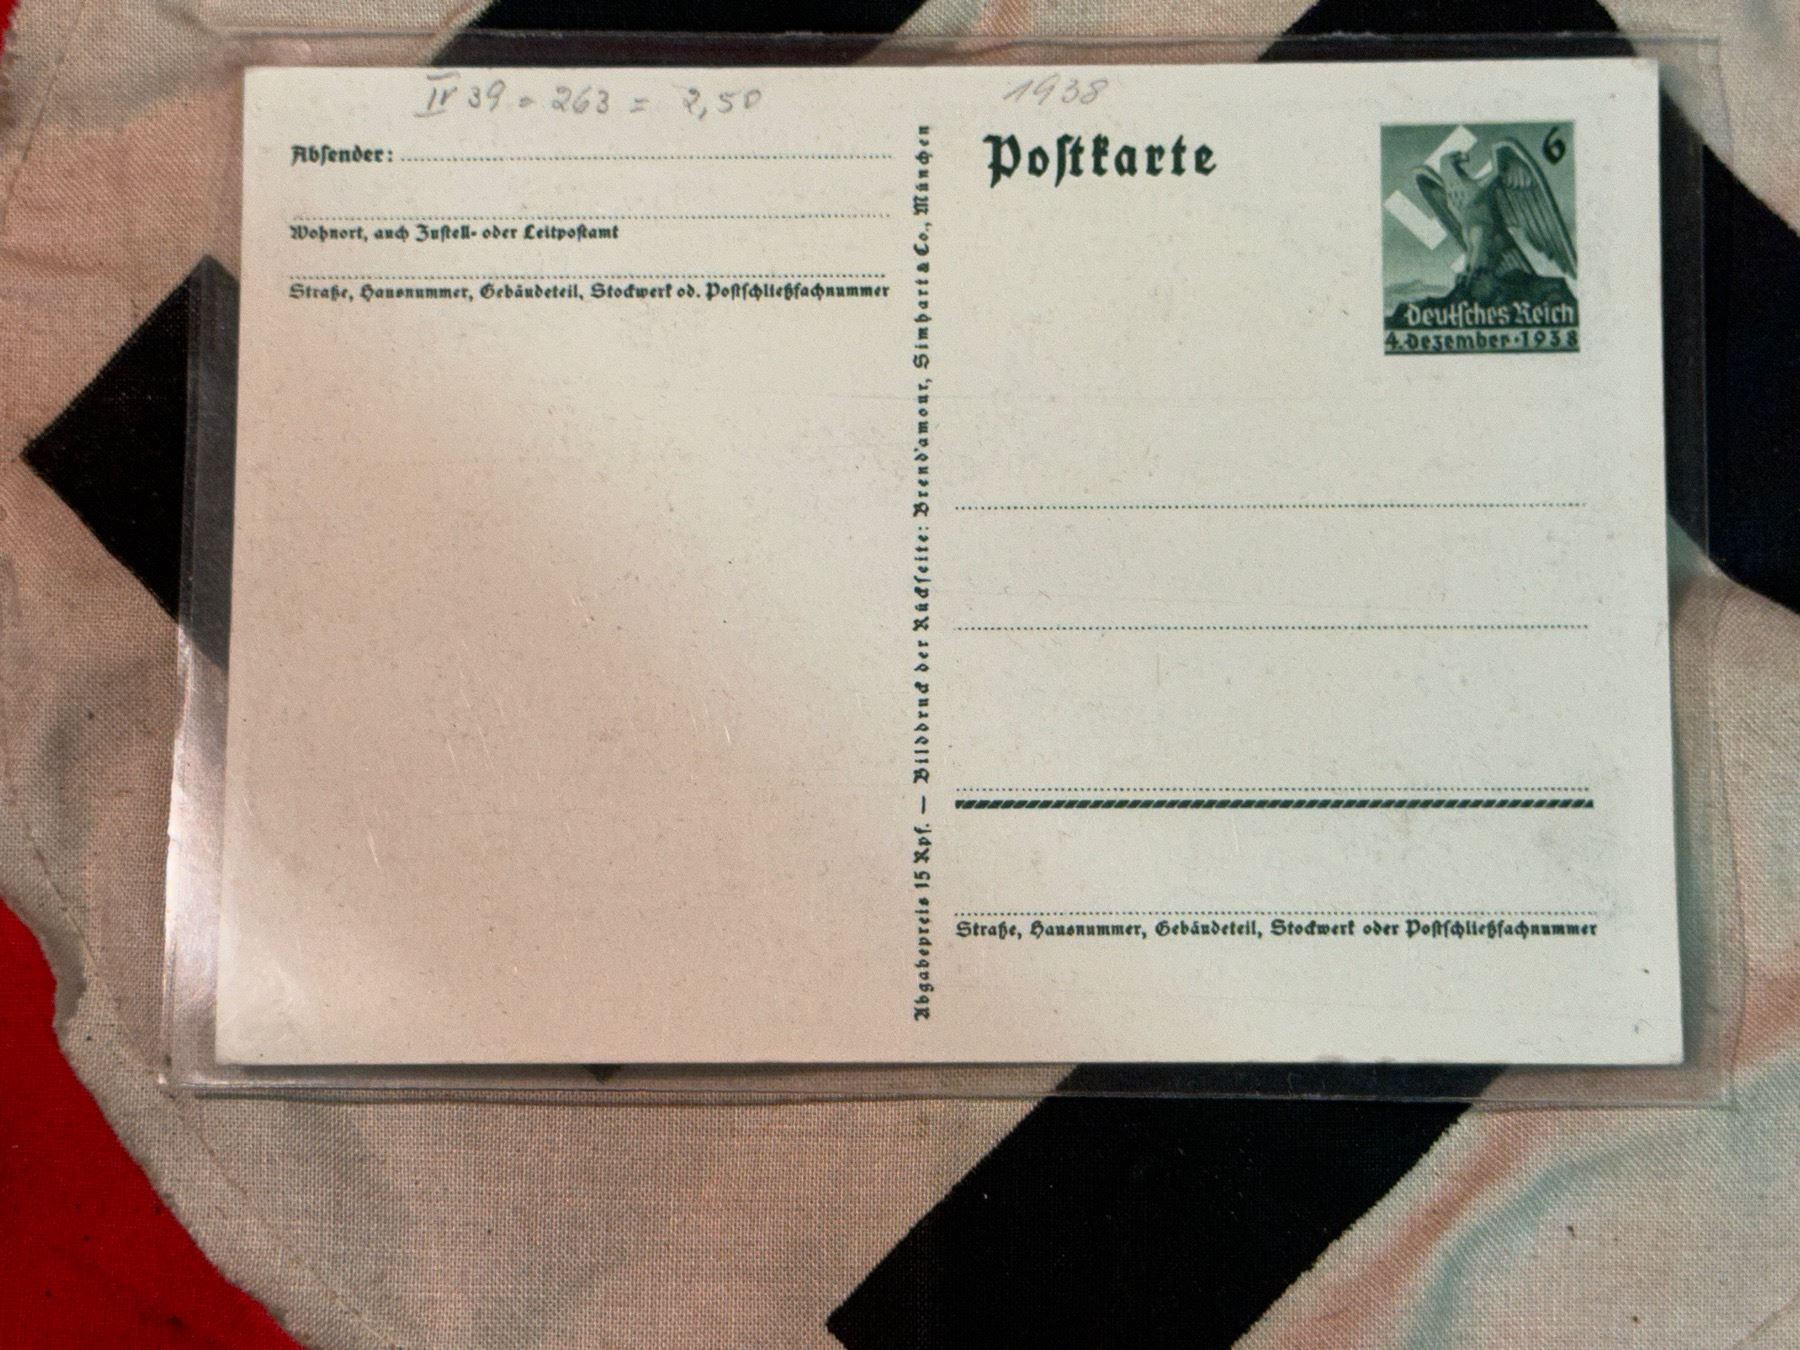 IV 39 = 263 = 2,50
1938
Absender:
Wohnort, auch Zustell- oder Leitpostamt
Straße, Hausnummer, Gebäudeteil, Stockwerk od. Postschließfachnummer
Abgabepreis 15 Rpf. — Bilddruck der Rückseite: Brend'amour, Simhart & Co., München
Postkarte
6
Deutsches Reich
4. Dezember · 1938
Straße, Hausnummer, Gebäudeteil, Stockwerk oder Postschließfachnummer